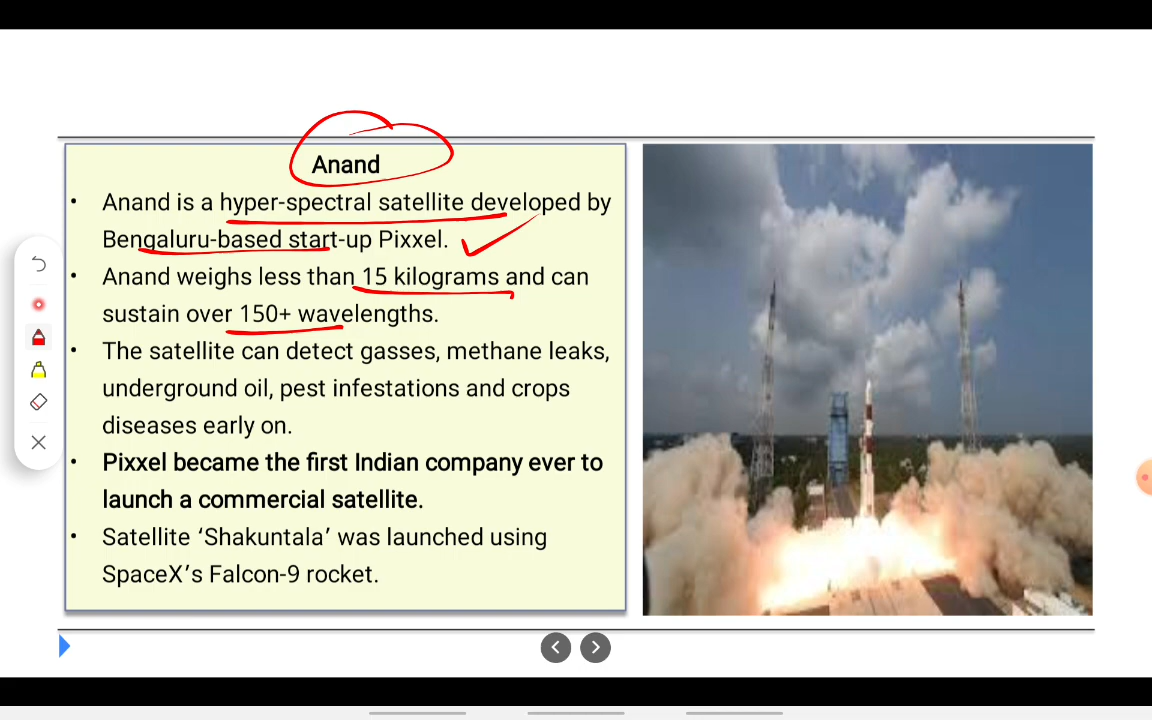 Anand
• Anand is a hyper-spectral satellite developed by
Bengaluru-based start-up Pixxel.
• Anand weighs less than 15 kilograms and can
sustain over 150+ wavelengths.
• The satellite can detect gasses, methane leaks,
underground oil, pest infestations and crops
diseases early on.
• Pixxel became the first Indian company ever to
launch a commercial satellite.
• Satellite ‘Shakuntala’ was launched using
SpaceX’s Falcon-9 rocket.